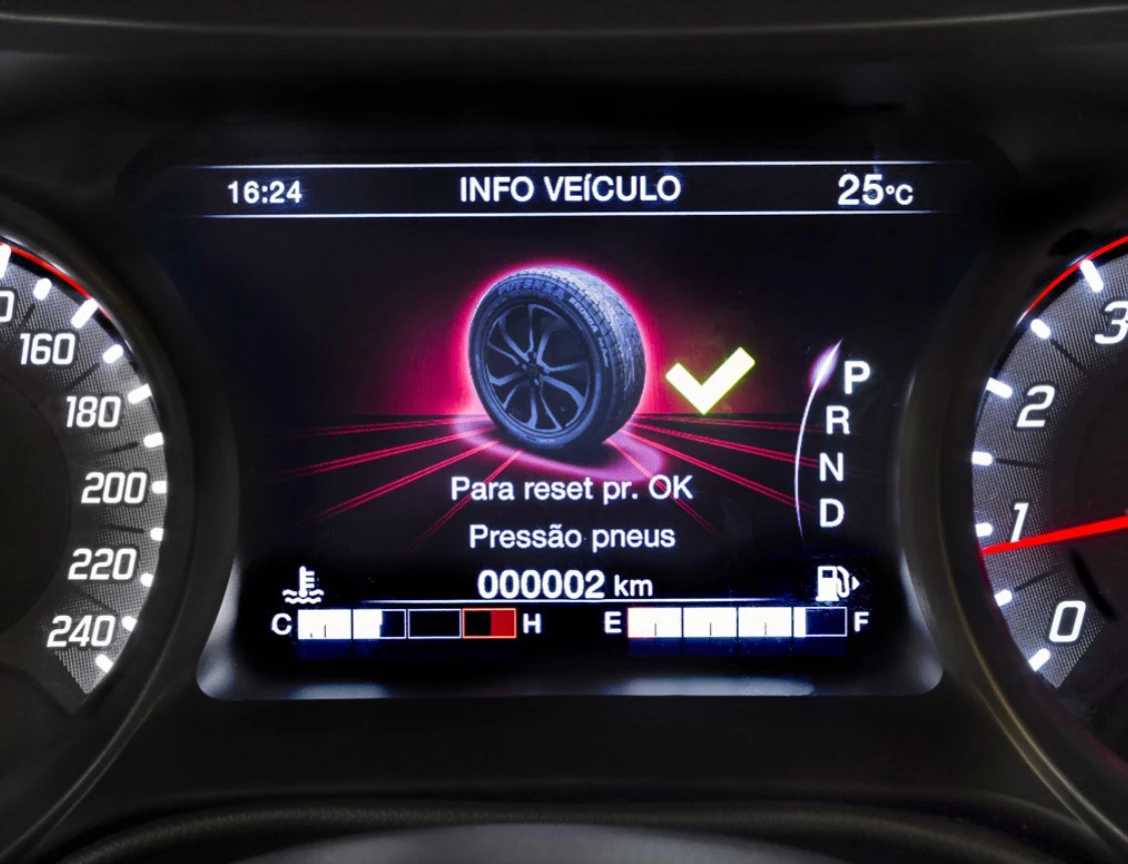 16:24 INFO VEÍCULO 25°C
160
180
200
220
240
POTENZA
P
R
N
D
Para reset pr. OK
Pressão pneus
000002 km
C H E F
3
2
1
0